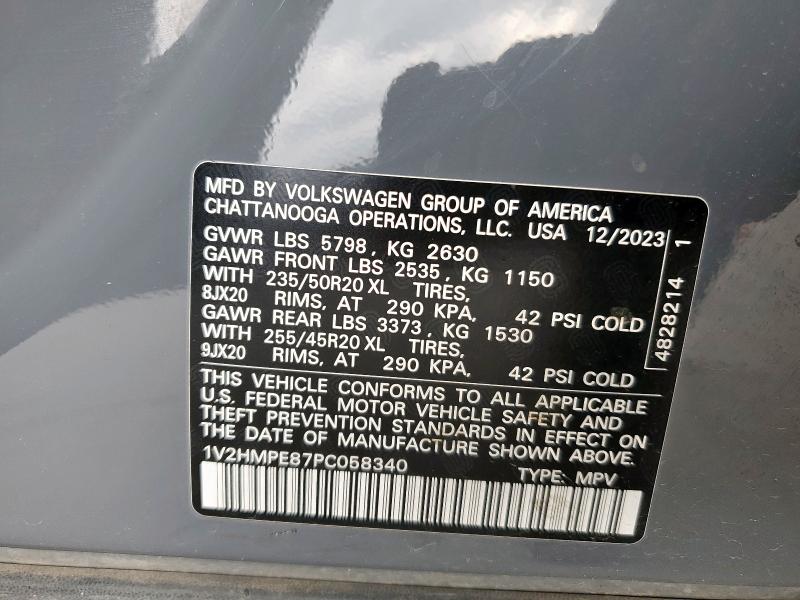 MFD BY VOLKSWAGEN GROUP OF AMERICA
CHATTANOOGA OPERATIONS, LLC. USA 12/2023
GVWR LBS 5798, KG 2630
GAWR FRONT LBS 2535, KG 1150
WITH 235/50R20 XL TIRES,
8JX20 RIMS, AT 290 KPA, 42 PSI COLD
GAWR REAR LBS 3373, KG 1530
WITH 255/45R20 XL TIRES,
9JX20 RIMS, AT 290 KPA, 42 PSI COLD
THIS VEHICLE CONFORMS TO ALL APPLICABLE
U.S. FEDERAL MOTOR VEHICLE SAFETY AND
THEFT PREVENTION STANDARDS IN EFFECT ON
THE DATE OF MANUFACTURE SHOWN ABOVE.
1V2HMPE87PC058340
TYPE: MPV
4828214 1